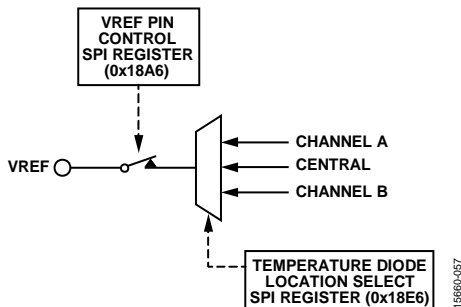 VREF PIN
CONTROL
SPI REGISTER
(0x18A6)
CHANNEL A
VREF
CENTRAL
CHANNEL B
TEMPERATURE DIODE
LOCATION SELECT
SPI REGISTER (0x18E6)
15660-057